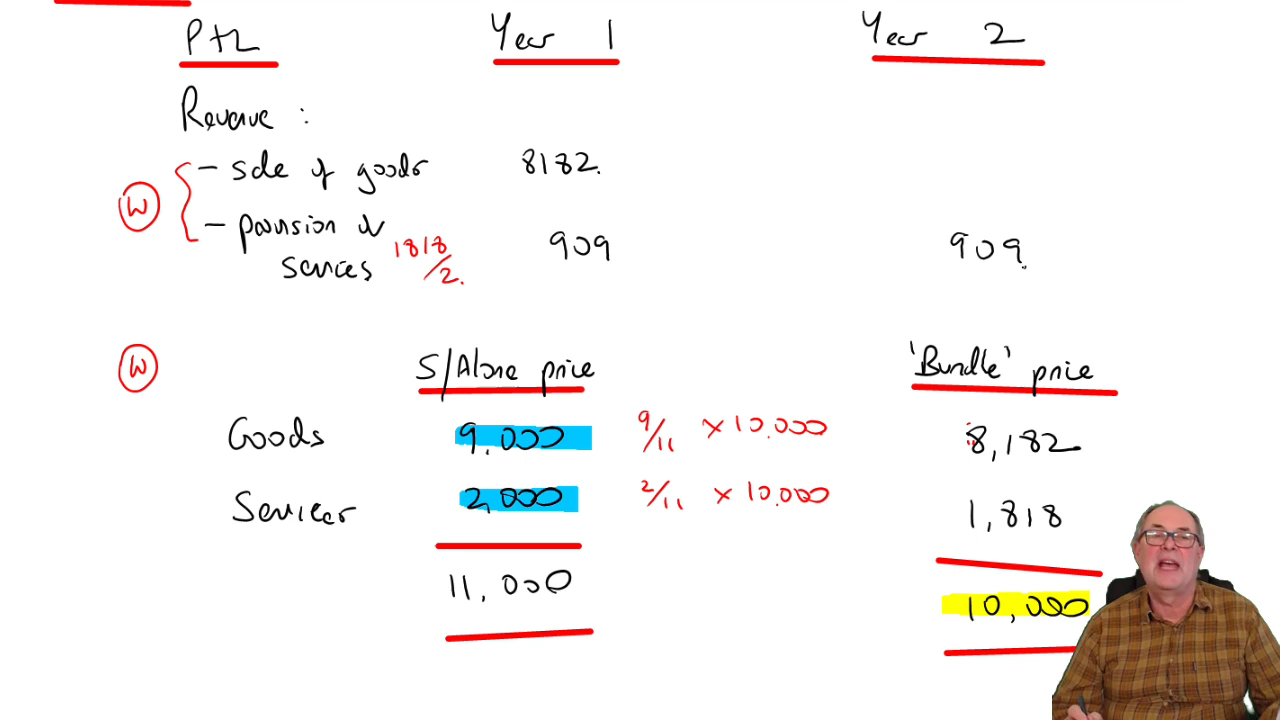 P+L Year 1 Year 2
Revenue :
W - sale of goods 8182.
- provision of 909 909.
services 1818/2.
W S/Alone price 'Bundle' price
Goods 9,000 9/11 × 10.000 8,182
Services 2,000 2/11 × 10.000 1,818
11,000 10,000